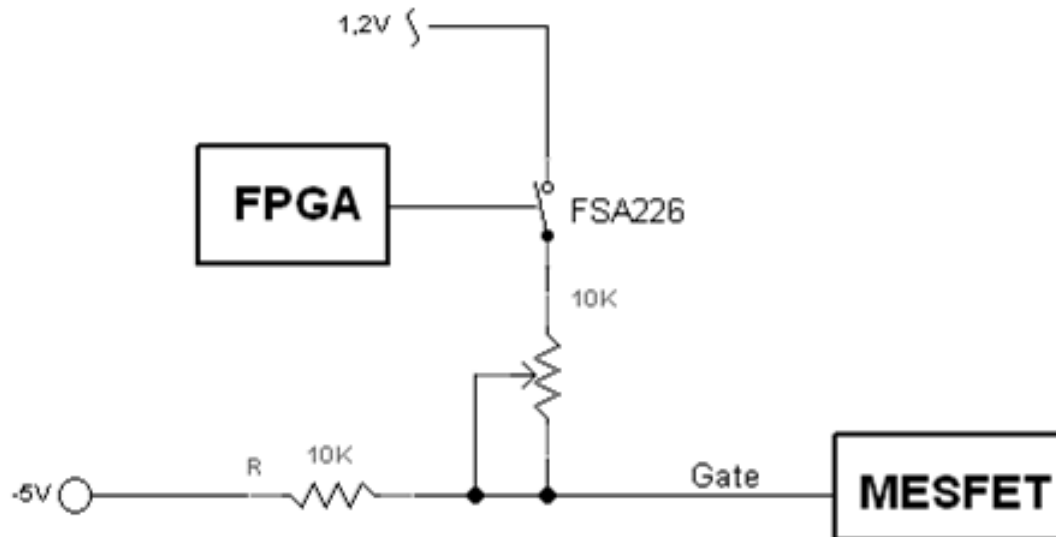 1.2V
FPGA
FSA226
10K
R
10K
-5V
Gate
MESFET